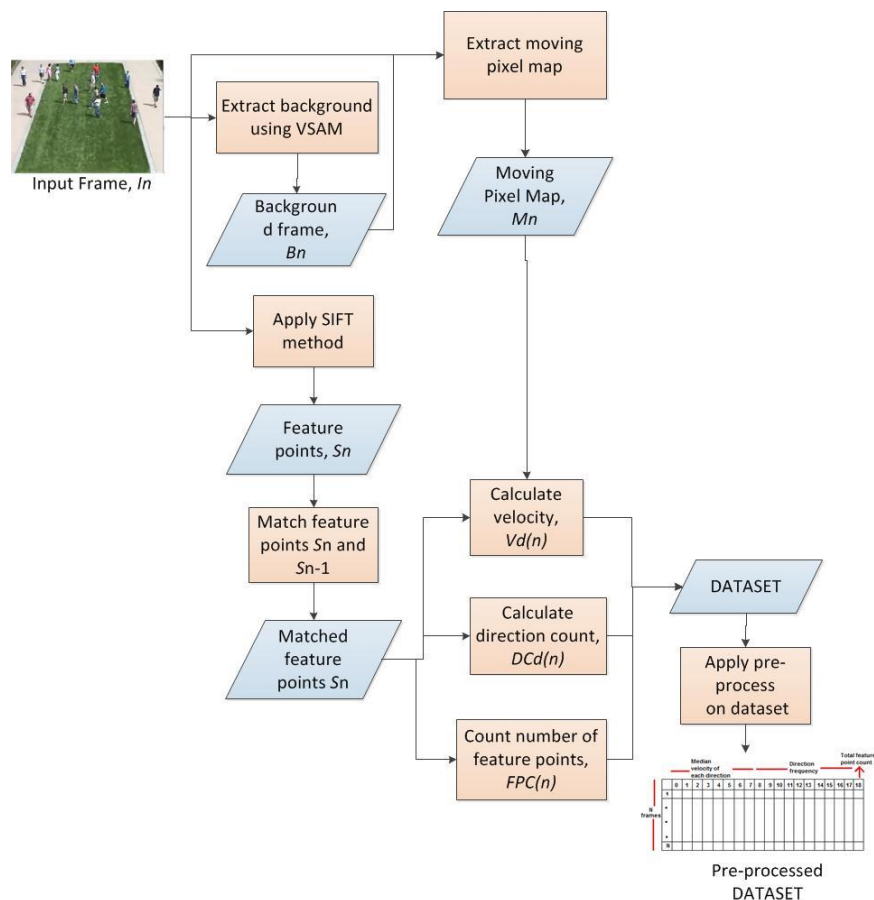 Extract moving
pixel map
Extract background
using VSAM
Input Frame, In
Backgroun
d frame,
Bn
Moving
Pixel Map,
Mn
Apply SIFT
method
Feature
points, Sn
Match feature
points Sn and
Sn-1
Matched
feature
points Sn
Calculate
velocity,
Vd(n)
Calculate
direction count,
DCd(n)
Count number of
feature points,
FPC(n)
DATASET
Apply pre-
process
on dataset
Median
velocity of
each direction
Direction
frequency
Total feature
point count
0 1 2 3 4 5 6 7 8 9 10 11 12 13 14 15 16 17 18
1
N
frames
N
Pre-processed
DATASET